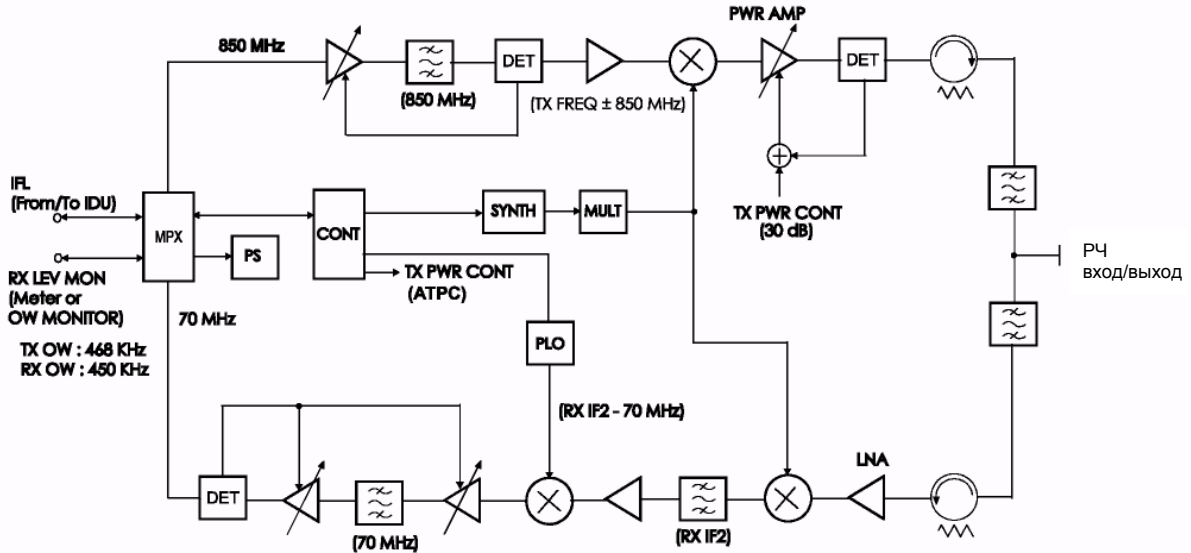 PWR AMP
850 MHz
DET
DET
(850 MHz)
(TX FREQ ± 850 MHz)
IFL
(From/To IDU)
MPX
CONT
SYNTH
MULT
TX PWR CONT
(30 dB)
PS
RX LEV MON
(Meter or
OW MONITOR)
TX PWR CONT
(ATPC)
РЧ
вход/выход
70 MHz
TX OW : 468 KHz
RX OW : 450 KHz
PLO
(RX IF2 - 70 MHz)
LNA
DET
(70 MHz)
(RX IF2)